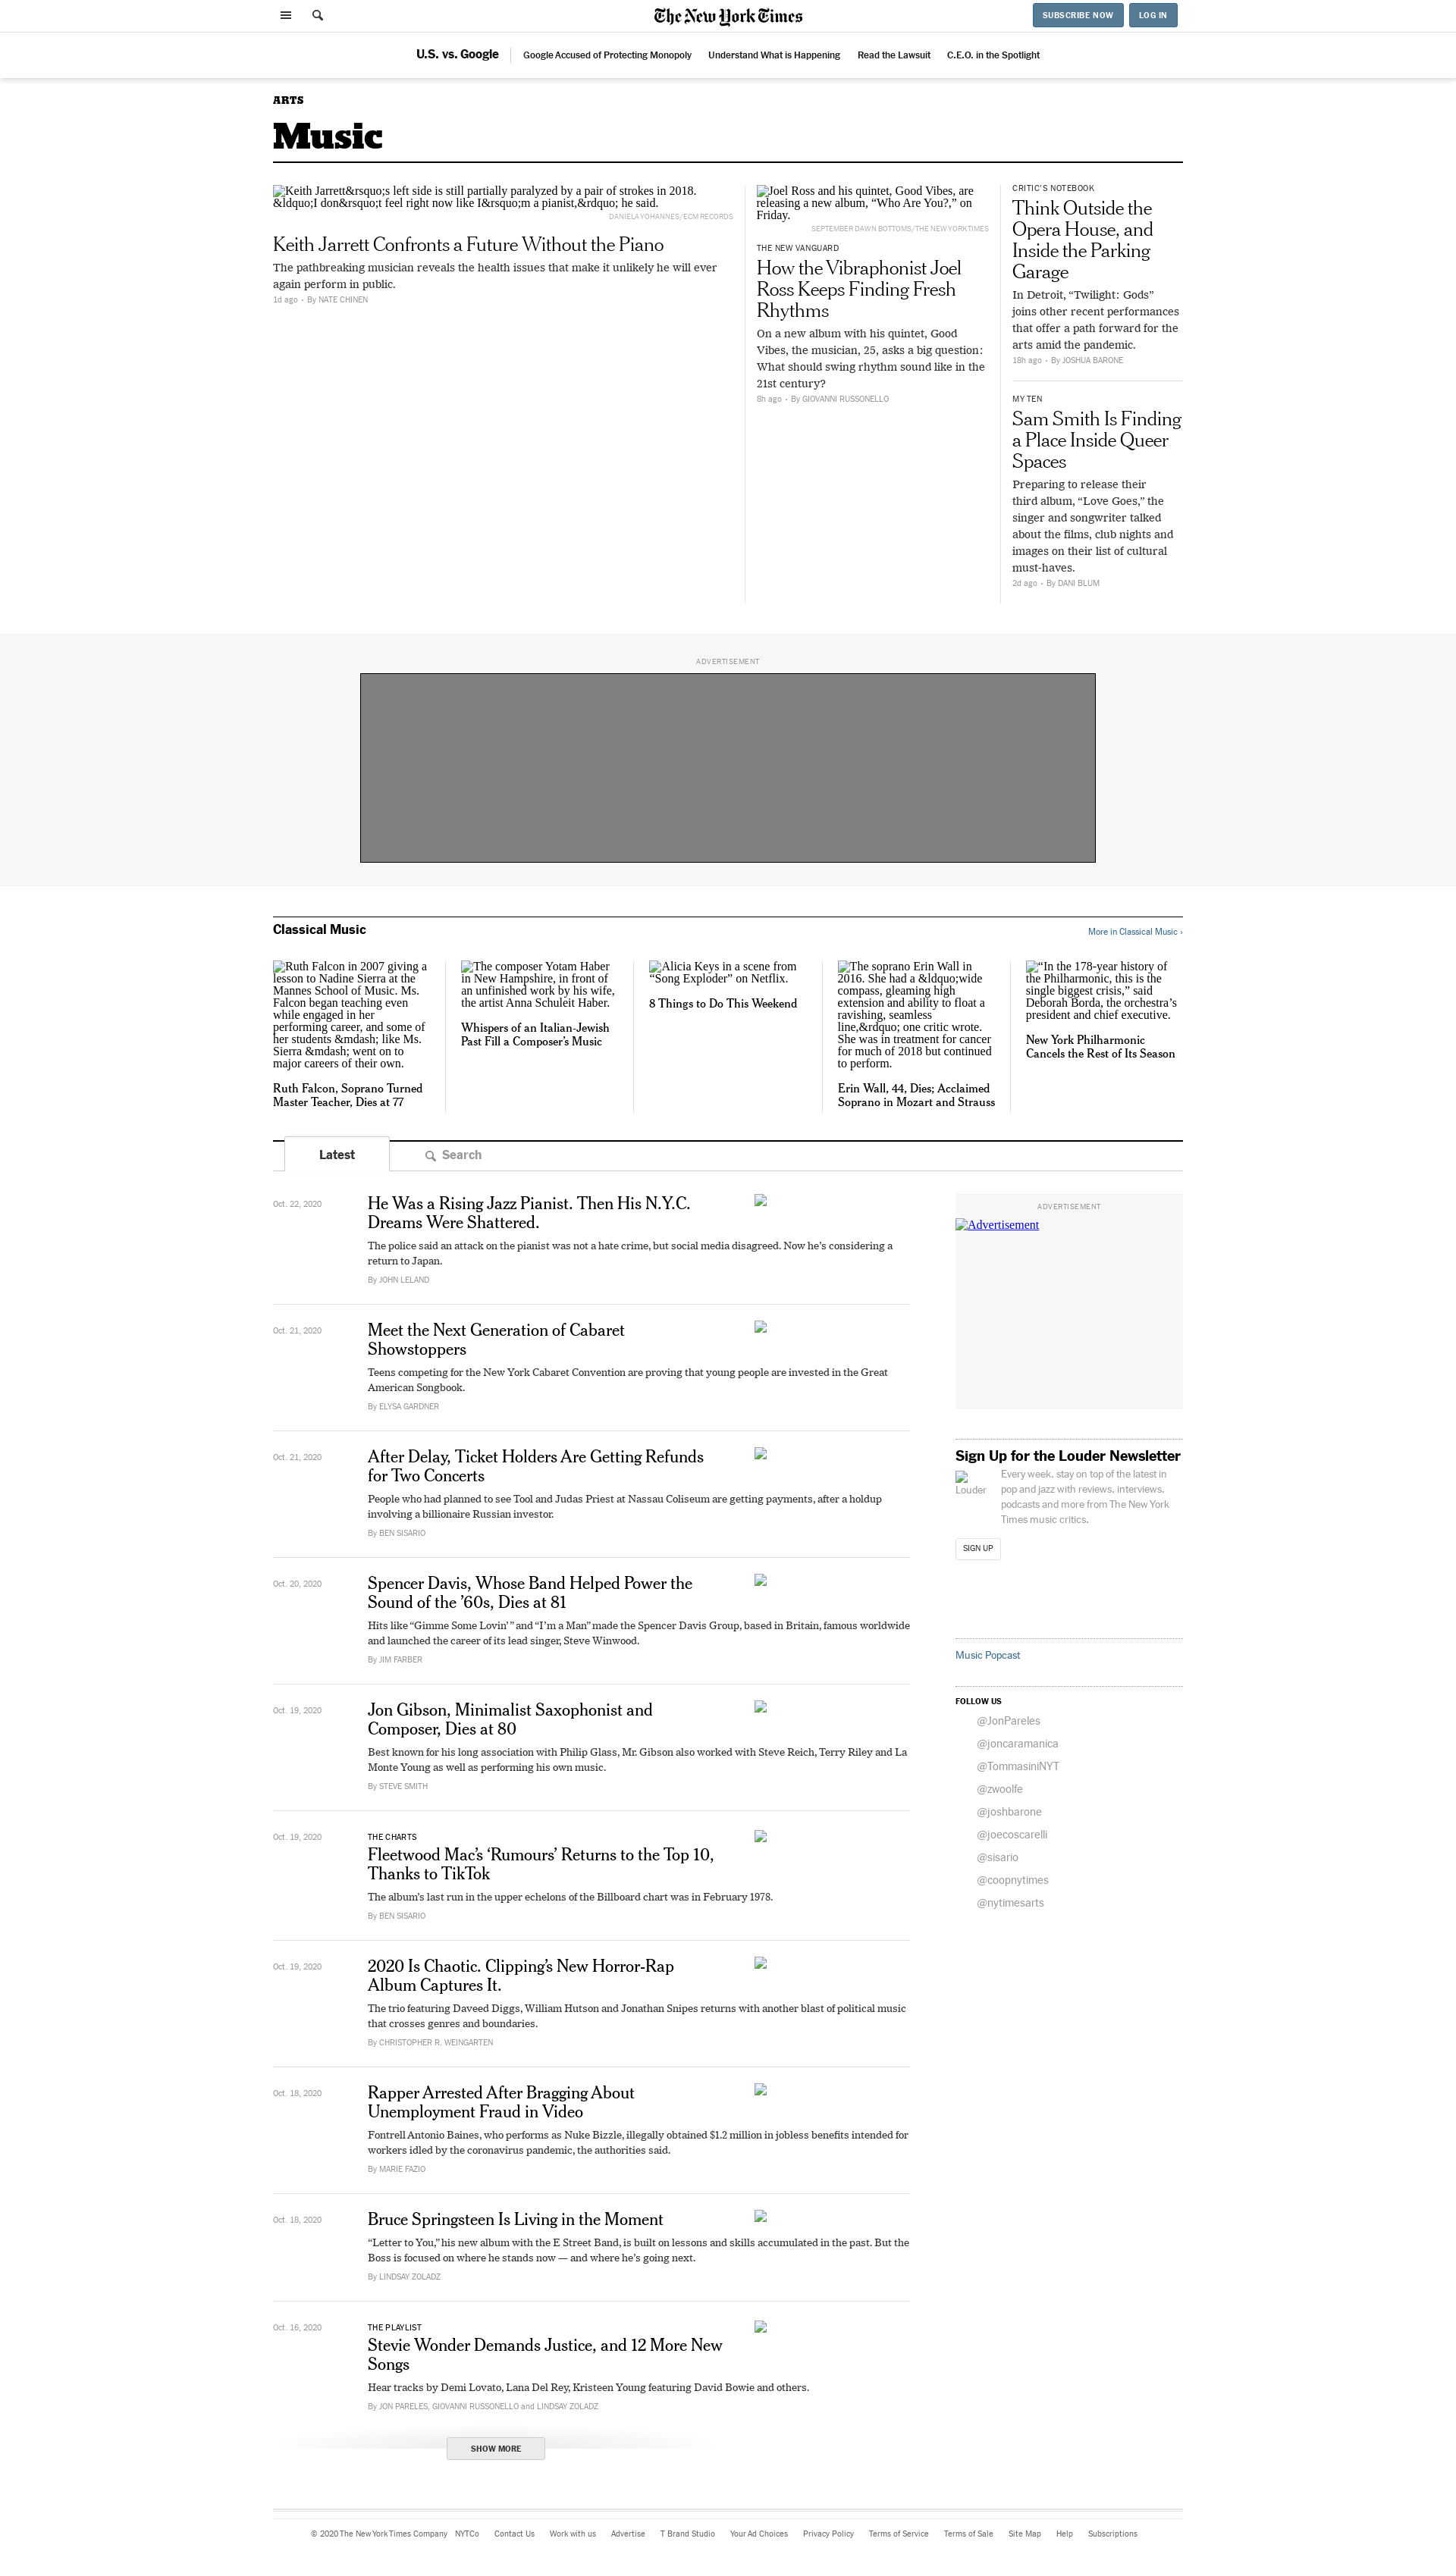 The New York Times
SUBSCRIBE NOW
LOG IN
U.S. vs. Google
Google Accused of Protecting Monopoly
Understand What is Happening
Read the Lawsuit
C.E.O. in the Spotlight
ARTS
Music
Keith Jarrett&rsquo;s left side is still partially paralyzed by a pair of strokes in 2018.
&ldquo;I don&rsquo;t feel right now like I&rsquo;m a pianist,&rdquo; he said.
DANIELA YOHANNES/ECM RECORDS
Keith Jarrett Confronts a Future Without the Piano
The pathbreaking musician reveals the health issues that make it unlikely he will ever
again perform in public.
1d ago • By NATE CHINEN
Joel Ross and his quintet, Good Vibes, are
releasing a new album, “Who Are You?,” on
Friday.
SEPTEMBER DAWN BOTTOMS/THE NEW YORK TIMES
THE NEW VANGUARD
How the Vibraphonist Joel
Ross Keeps Finding Fresh
Rhythms
On a new album with his quintet, Good
Vibes, the musician, 25, asks a big question:
What should swing rhythm sound like in the
21st century?
8h ago • By GIOVANNI RUSSONELLO
CRITIC’S NOTEBOOK
Think Outside the
Opera House, and
Inside the Parking
Garage
In Detroit, “Twilight: Gods”
joins other recent performances
that offer a path forward for the
arts amid the pandemic.
18h ago • By JOSHUA BARONE
MY TEN
Sam Smith Is Finding
a Place Inside Queer
Spaces
Preparing to release their
third album, “Love Goes,” the
singer and songwriter talked
about the films, club nights and
images on their list of cultural
must-haves.
2d ago • By DANI BLUM
ADVERTISEMENT
Classical Music
More in Classical Music ›
Ruth Falcon in 2007 giving a
lesson to Nadine Sierra at the
Mannes School of Music. Ms.
Falcon began teaching even
while engaged in her
performing career, and some of
her students &mdash; like Ms.
Sierra &mdash; went on to
major careers of their own.
Ruth Falcon, Soprano Turned
Master Teacher, Dies at 77
The composer Yotam Haber
in New Hampshire, in front of
an unfinished work by his wife,
the artist Anna Schuleit Haber.
Whispers of an Italian-Jewish
Past Fill a Composer’s Music
Alicia Keys in a scene from
“Song Exploder” on Netflix.
8 Things to Do This Weekend
The soprano Erin Wall in
2016. She had a &ldquo;wide
compass, gleaming high
extension and ability to float a
ravishing, seamless
line,&rdquo; one critic wrote.
She was in treatment for cancer
for much of 2018 but continued
to perform.
Erin Wall, 44, Dies; Acclaimed
Soprano in Mozart and Strauss
“In the 178-year history of
the Philharmonic, this is the
single biggest crisis,” said
Deborah Borda, the orchestra’s
president and chief executive.
New York Philharmonic
Cancels the Rest of Its Season
Latest
Search
Oct. 22, 2020
He Was a Rising Jazz Pianist. Then His N.Y.C.
Dreams Were Shattered.
The police said an attack on the pianist was not a hate crime, but social media disagreed. Now he’s considering a
return to Japan.
By JOHN LELAND
Oct. 21, 2020
Meet the Next Generation of Cabaret
Showstoppers
Teens competing for the New York Cabaret Convention are proving that young people are invested in the Great
American Songbook.
By ELYSA GARDNER
Oct. 21, 2020
After Delay, Ticket Holders Are Getting Refunds
for Two Concerts
People who had planned to see Tool and Judas Priest at Nassau Coliseum are getting payments, after a holdup
involving a billionaire Russian investor.
By BEN SISARIO
Oct. 20, 2020
Spencer Davis, Whose Band Helped Power the
Sound of the ’60s, Dies at 81
Hits like “Gimme Some Lovin’ ” and “I’m a Man” made the Spencer Davis Group, based in Britain, famous worldwide
and launched the career of its lead singer, Steve Winwood.
By JIM FARBER
Oct. 19, 2020
Jon Gibson, Minimalist Saxophonist and
Composer, Dies at 80
Best known for his long association with Philip Glass, Mr. Gibson also worked with Steve Reich, Terry Riley and La
Monte Young as well as performing his own music.
By STEVE SMITH
Oct. 19, 2020
THE CHARTS
Fleetwood Mac’s ‘Rumours’ Returns to the Top 10,
Thanks to TikTok
The album’s last run in the upper echelons of the Billboard chart was in February 1978.
By BEN SISARIO
Oct. 19, 2020
2020 Is Chaotic. Clipping’s New Horror-Rap
Album Captures It.
The trio featuring Daveed Diggs, William Hutson and Jonathan Snipes returns with another blast of political music
that crosses genres and boundaries.
By CHRISTOPHER R. WEINGARTEN
Oct. 18, 2020
Rapper Arrested After Bragging About
Unemployment Fraud in Video
Fontrell Antonio Baines, who performs as Nuke Bizzle, illegally obtained $1.2 million in jobless benefits intended for
workers idled by the coronavirus pandemic, the authorities said.
By MARIE FAZIO
Oct. 18, 2020
Bruce Springsteen Is Living in the Moment
“Letter to You,” his new album with the E Street Band, is built on lessons and skills accumulated in the past. But the
Boss is focused on where he stands now — and where he’s going next.
By LINDSAY ZOLADZ
Oct. 16, 2020
THE PLAYLIST
Stevie Wonder Demands Justice, and 12 More New
Songs
Hear tracks by Demi Lovato, Lana Del Rey, Kristeen Young featuring David Bowie and others.
By JON PARELES, GIOVANNI RUSSONELLO and LINDSAY ZOLADZ
SHOW MORE
ADVERTISEMENT
Advertisement
Sign Up for the Louder Newsletter
Louder
Every week, stay on top of the latest in
pop and jazz with reviews, interviews,
podcasts and more from The New York
Times music critics.
SIGN UP
Music Popcast
FOLLOW US
@JonPareles
@joncaramanica
@TommasiniNYT
@zwoolfe
@joshbarone
@joecoscarelli
@sisario
@coopnytimes
@nytimesarts
© 2020 The New York Times Company NYTCo Contact Us Work with us Advertise T Brand Studio Your Ad Choices Privacy Policy Terms of Service Terms of Sale Site Map Help Subscriptions